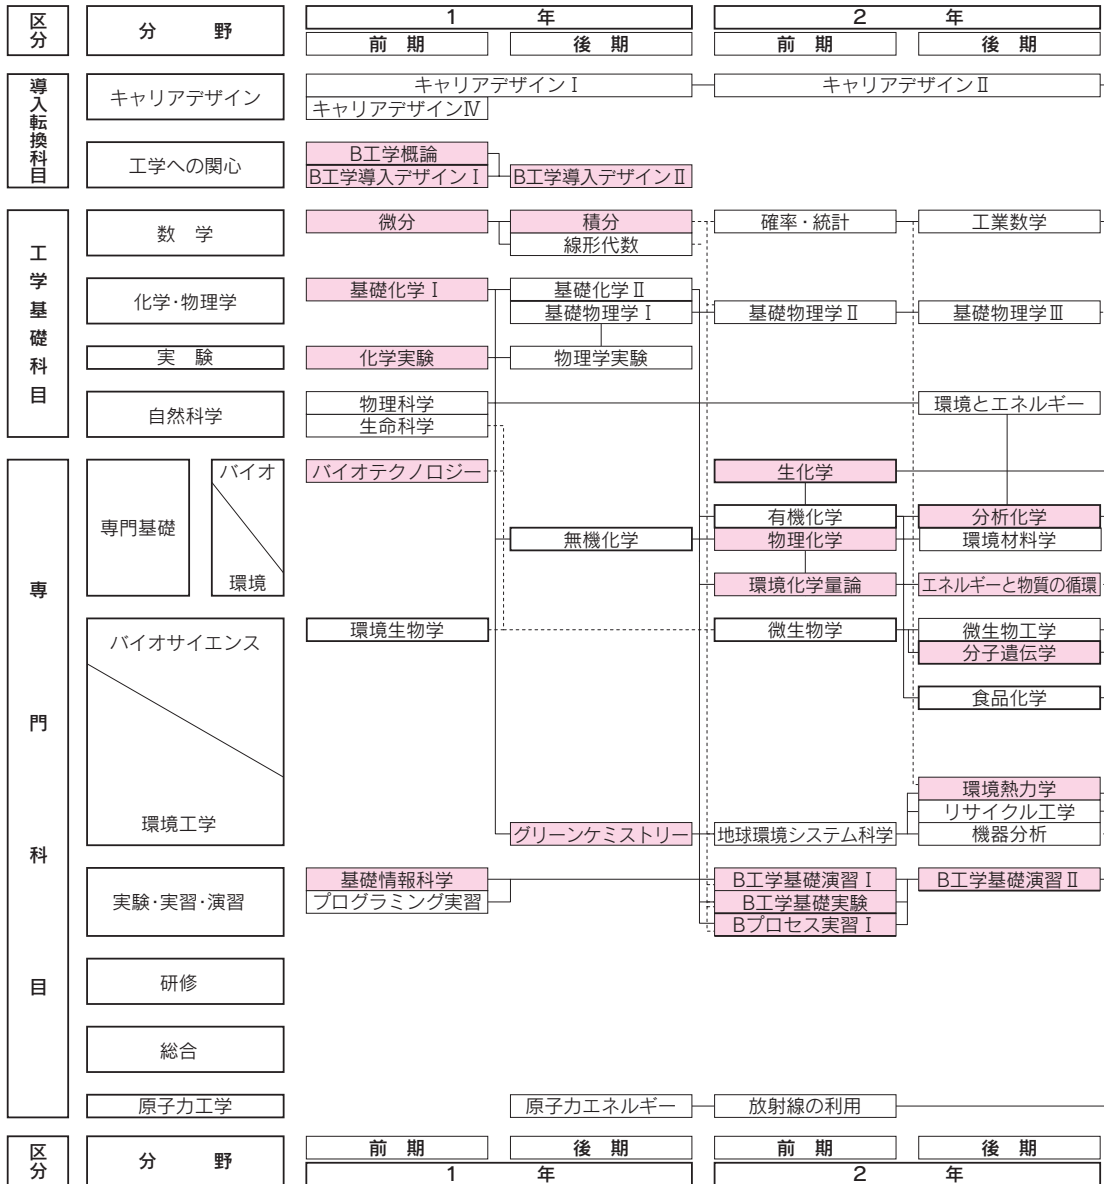 区分
分 野
1 年
2 年
前 期
後 期
前 期
後 期
導入転換科目
キャリアデザイン
キャリアデザインⅠ
キャリアデザインⅡ
キャリアデザインⅣ
工学への関心
B工学概論
B工学導入デザインⅠ
B工学導入デザインⅡ
工学基礎科目
数 学
微分
積分
確率・統計
工業数学
線形代数
化学・物理学
基礎化学Ⅰ
基礎化学Ⅱ
基礎物理学Ⅰ
基礎物理学Ⅱ
基礎物理学Ⅲ
実 験
化学実験
物理学実験
自然科学
物理科学
環境とエネルギー
生命科学
専門科目
専門基礎
バイオ
環境
バイオテクノロジー
生化学
有機化学
分析化学
無機化学
物理化学
環境材料学
環境化学量論
エネルギーと物質の循環
バイオサイエンス
環境工学
環境生物学
微生物学
微生物工学
分子遺伝学
食品化学
環境熱力学
リサイクル工学
グリーンケミストリー
地球環境システム科学
機器分析
実験・実習・演習
基礎情報科学
B工学基礎演習Ⅰ
B工学基礎演習Ⅱ
プログラミング実習
B工学基礎実験
Bプロセス実習Ⅰ
研修
総合
原子力工学
原子力エネルギー
放射線の利用
区分
分 野
前 期
後 期
前 期
後 期
1 年
2 年